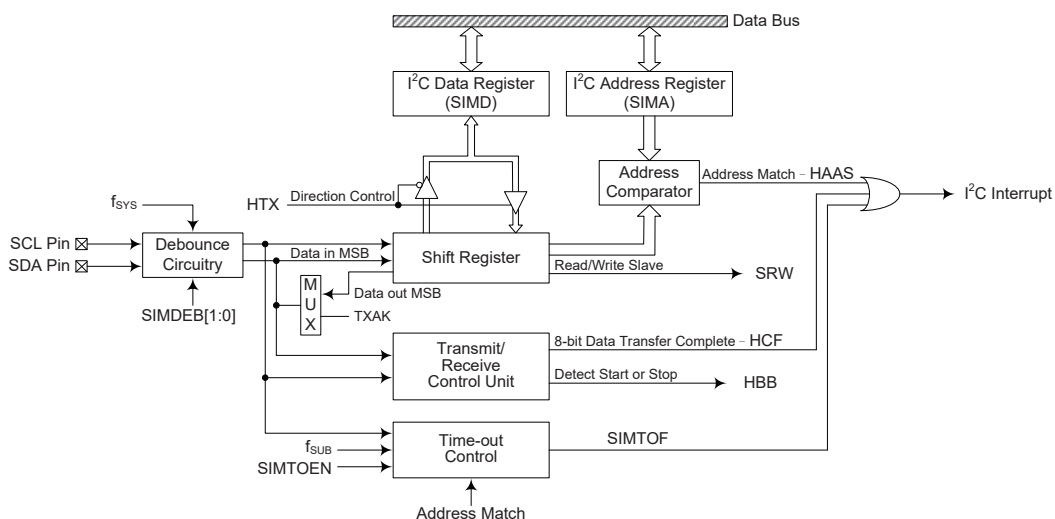 Data Bus
I²C Data Register
(SIMD)
I²C Address Register
(SIMA)
Address
Comparator
Address Match - HAAS
I²C Interrupt
HTX
Direction Control
fSYS
SCL Pin
SDA Pin
Debounce
Circuitry
SIMDEB[1:0]
Data in MSB
Shift Register
Read/Write Slave
SRW
M
U
X
Data out MSB
TXAK
Transmit/
Receive
Control Unit
8-bit Data Transfer Complete - HCF
Detect Start or Stop
HBB
fSUB
SIMTOEN
Time-out
Control
SIMTOF
Address Match